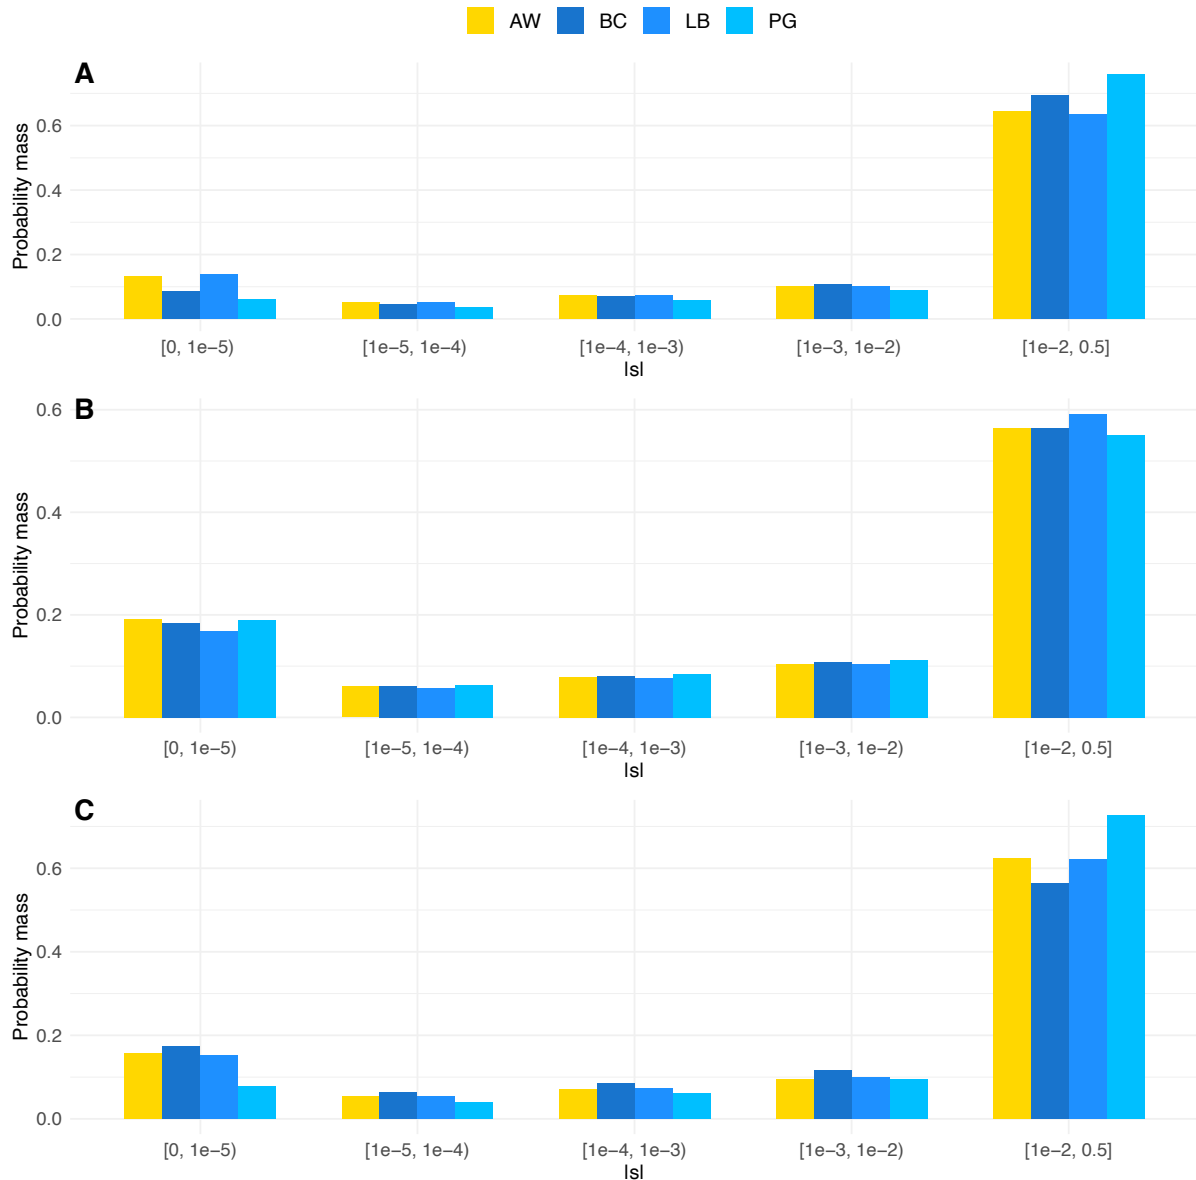 AW BC LB PG
A
Probability mass
0.6
0.4
0.2
0.0
[0, 1e−5) [1e−5, 1e−4) [1e−4, 1e−3) [1e−3, 1e−2) [1e−2, 0.5]
|s|
B
Probability mass
0.6
0.4
0.2
0.0
[0, 1e−5) [1e−5, 1e−4) [1e−4, 1e−3) [1e−3, 1e−2) [1e−2, 0.5]
|s|
C
Probability mass
0.6
0.4
0.2
0.0
[0, 1e−5) [1e−5, 1e−4) [1e−4, 1e−3) [1e−3, 1e−2) [1e−2, 0.5]
|s|